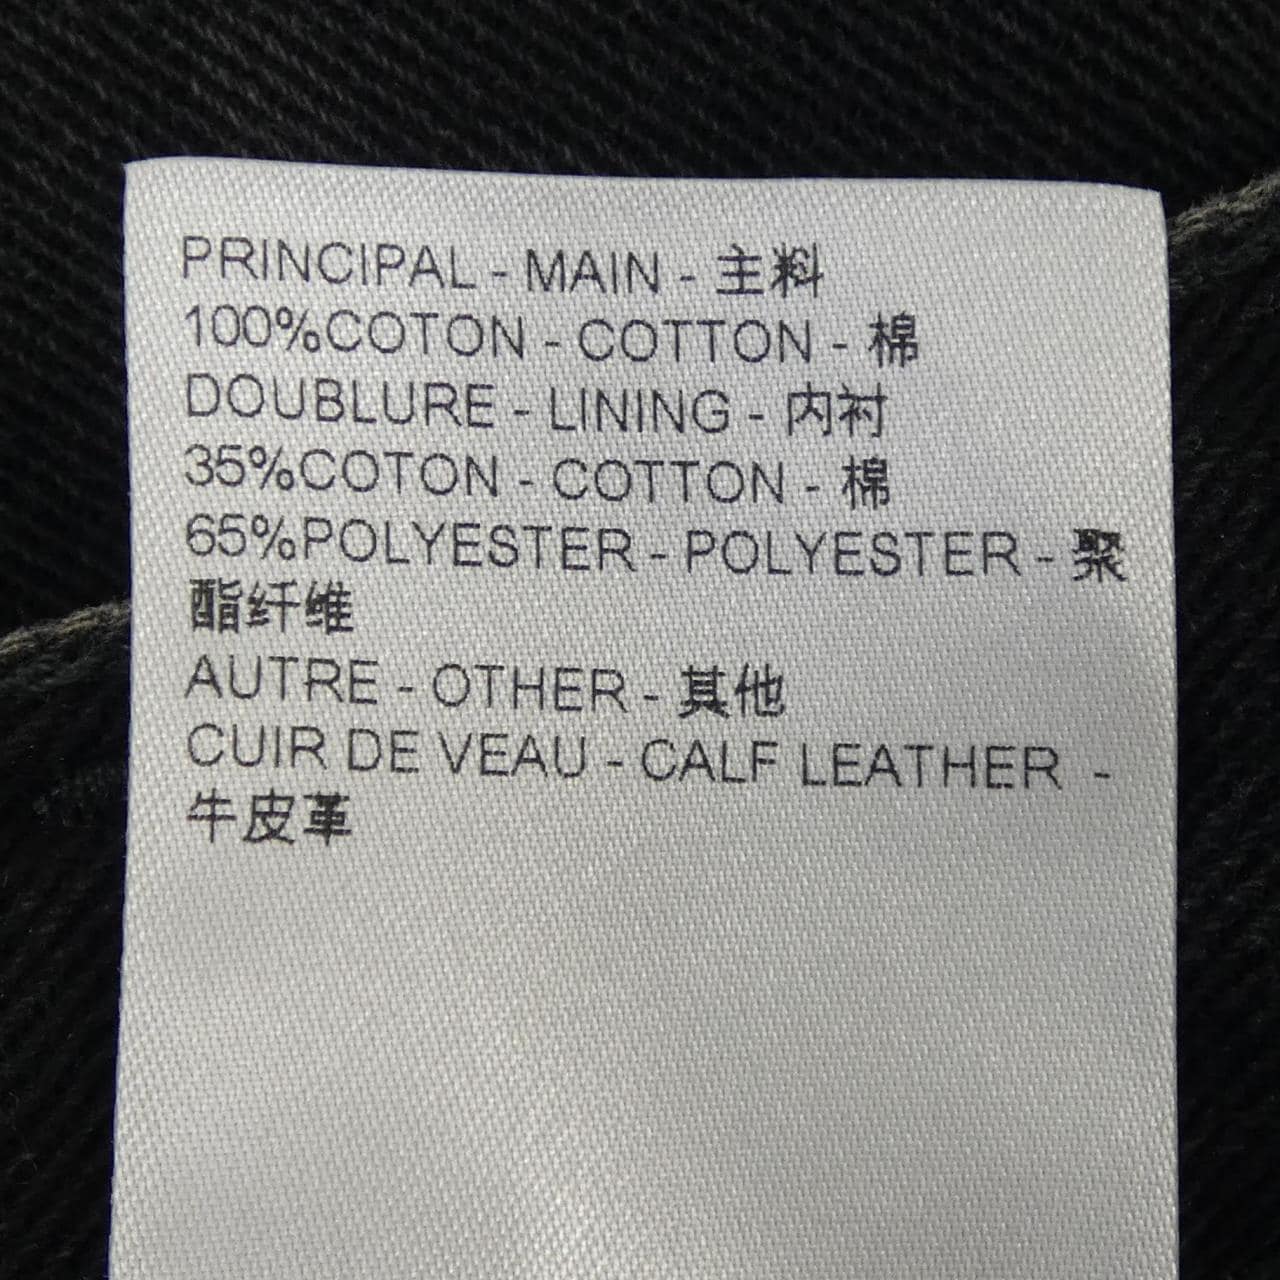 PRINCIPAL - MAIN - 主料
100%COTON - COTTON - 棉
DOUBLURE - LINING - 内衬
35%COTON - COTTON - 棉
65%POLYESTER - POLYESTER - 聚
酯纤维
AUTRE - OTHER - 其他
CUIR DE VEAU - CALF LEATHER -
牛皮革